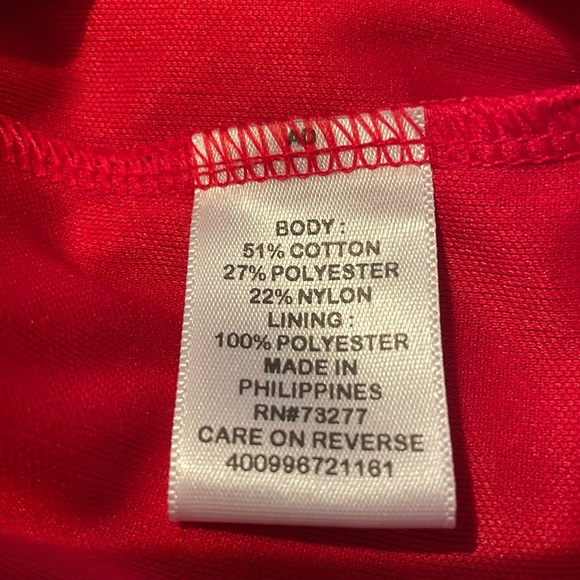 AO
BODY :
51% COTTON
27% POLYESTER
22% NYLON
LINING :
100% POLYESTER
MADE IN
PHILIPPINES
RN#73277
CARE ON REVERSE
400996721161